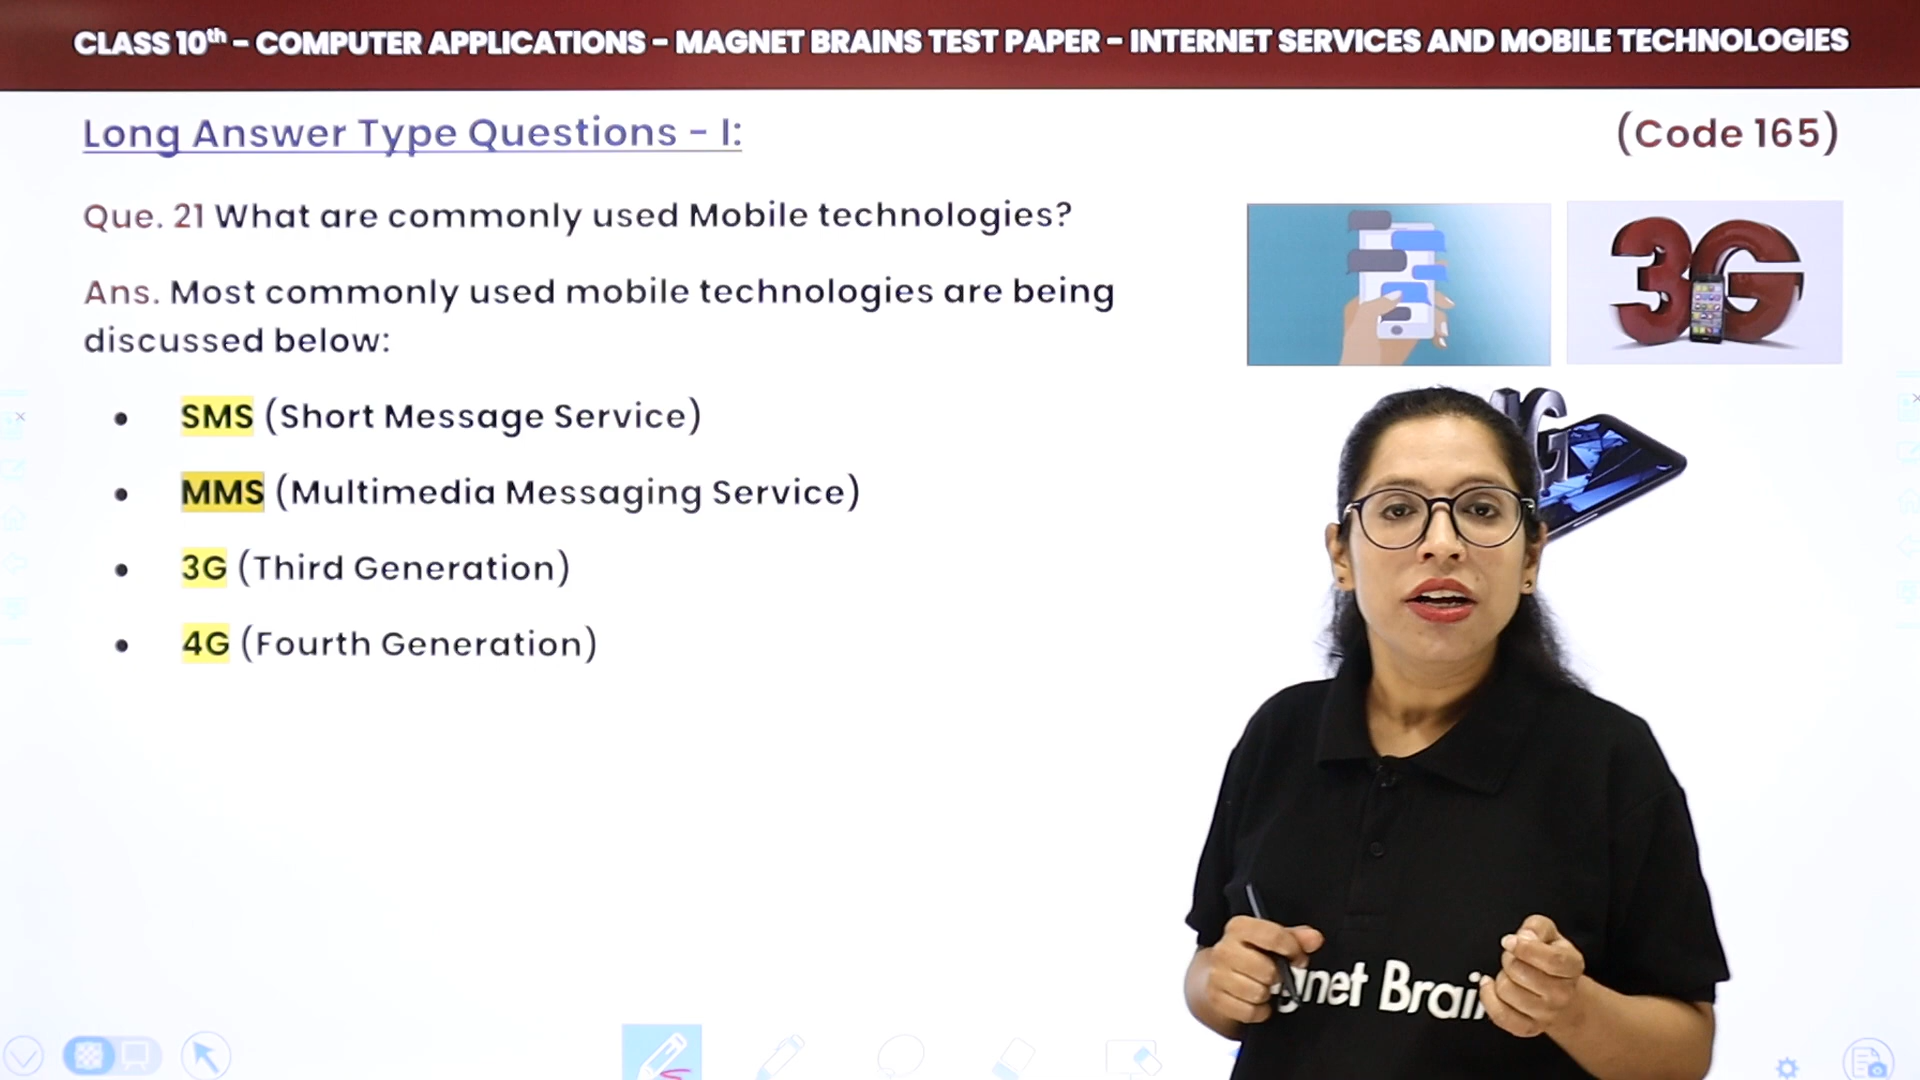 CLASS 10th - COMPUTER APPLICATIONS - MAGNET BRAINS TEST PAPER - INTERNET SERVICES AND MOBILE TECHNOLOGIES
Long Answer Type Questions - I:
(Code 165)
Que. 21 What are commonly used Mobile technologies?
Ans. Most commonly used mobile technologies are being
discussed below:
• SMS (Short Message Service)
• MMS (Multimedia Messaging Service)
• 3G (Third Generation)
• 4G (Fourth Generation)
3G
gnet Brai